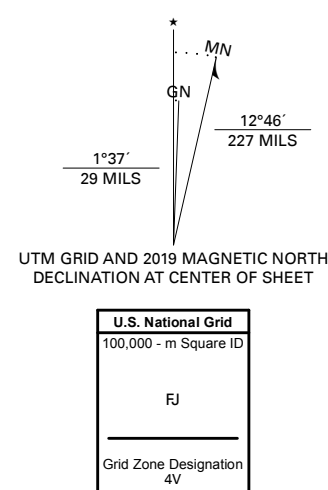 ★
MN
GN
12°46´
227 MILS
1°37´
29 MILS
UTM GRID AND 2019 MAGNETIC NORTH
DECLINATION AT CENTER OF SHEET
U.S. National Grid
100,000 - m Square ID
FJ
Grid Zone Designation
4V